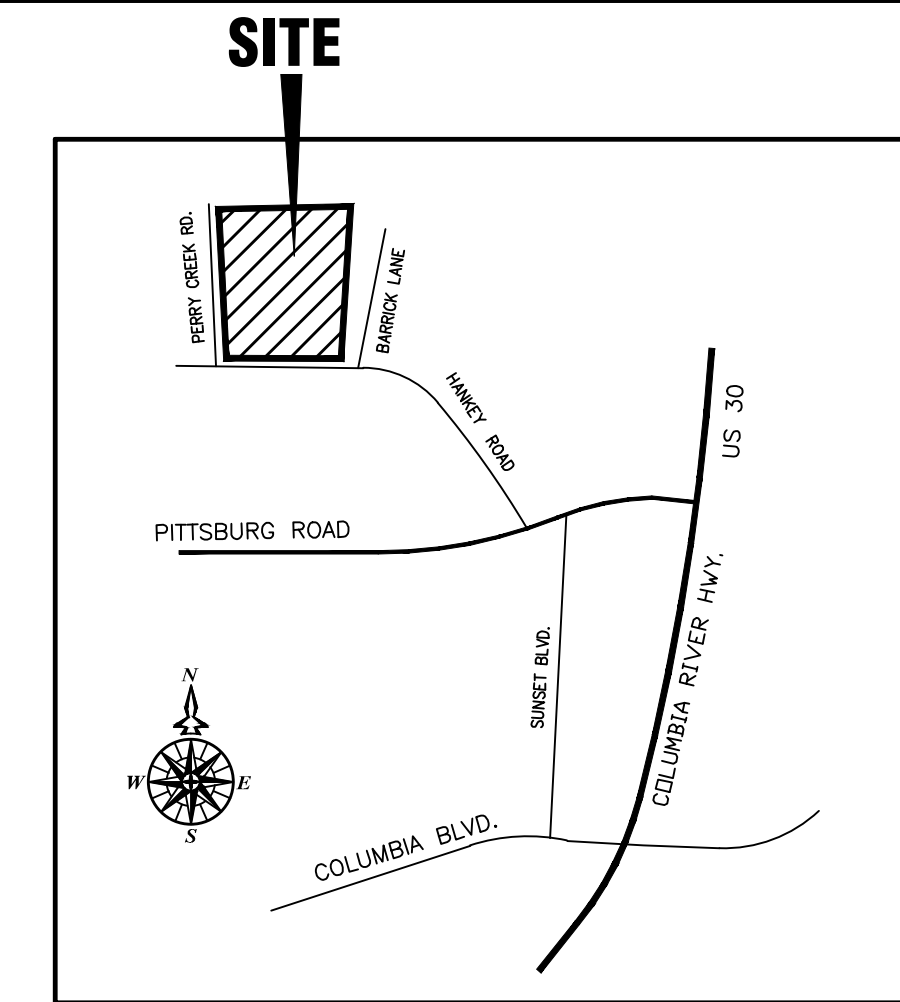 SITE
PERRY CREEK RD.
BARRICK LANE
HANKEY ROAD
US 30
PITTSBURG ROAD
SUNSET BLVD.
COLUMBIA RIVER HWY.
N
W
E
S
COLUMBIA BLVD.